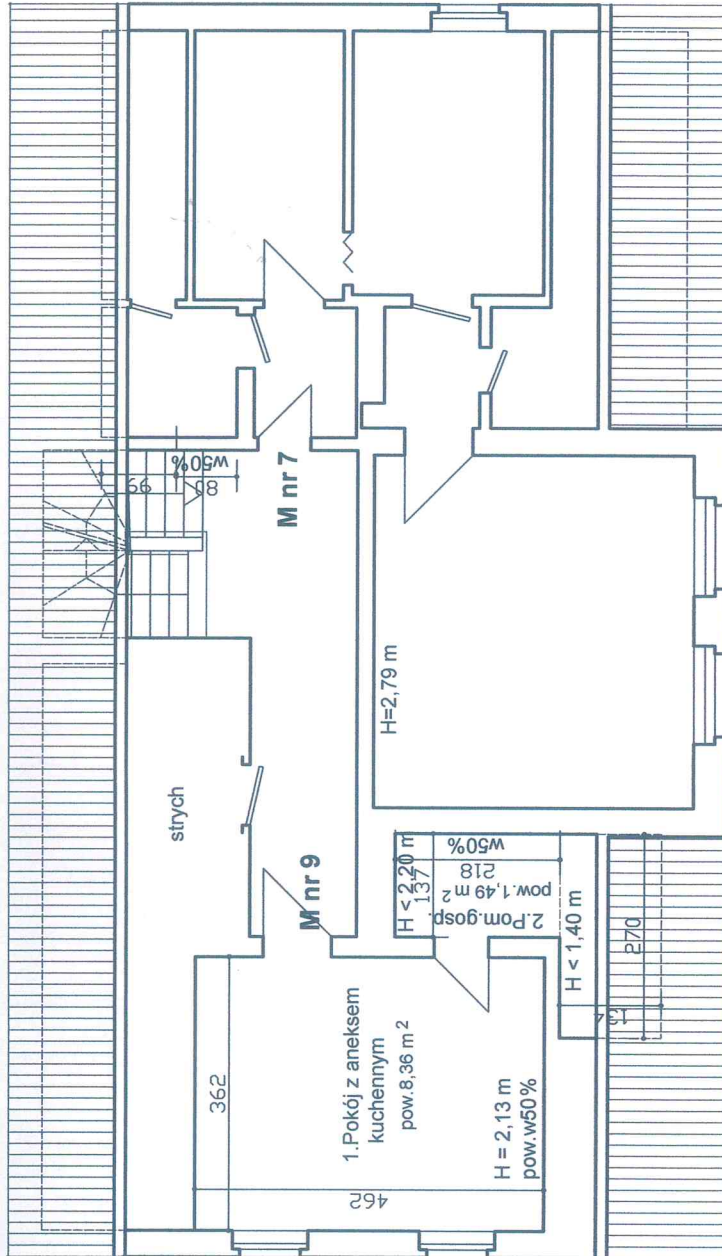 99
w50%
80
M nr 7
H=2,79 m
strych
M nr 9
H < 2,20 m
137
w50%
218
pow.1,49 m²
2.Pom.gosp.
H < 1,40 m
270
134
362
1.Pokój z aneksem
kuchennym
pow.8,36 m²
H = 2,13 m
pow.w50%
462